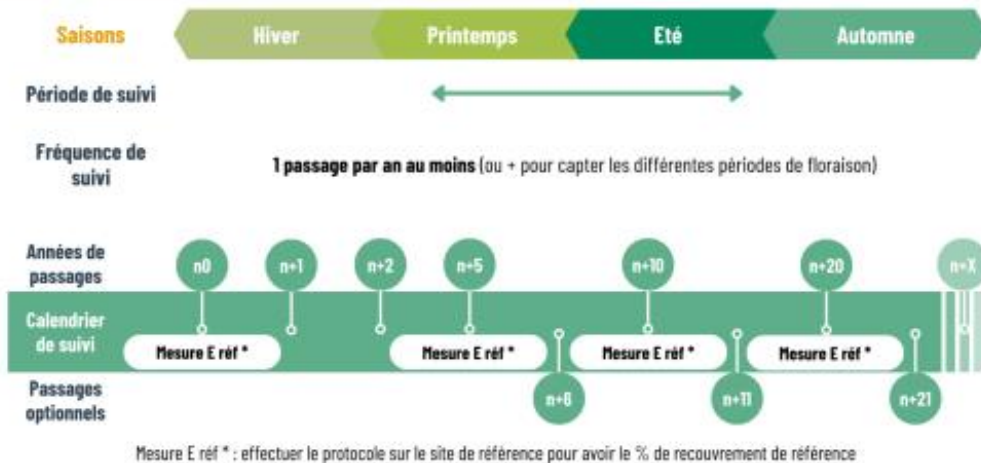 Saisons Hiver Printemps Eté Automne
Période de suivi
Fréquence de
suivi
1 passage par an au moins (ou + pour capter les différentes périodes de floraison)
Années de
passages
n0 n+1 n+2 n+5 n+10 n+20 n+X
Calendrier
de suivi
Mesure E réf * Mesure E réf * Mesure E réf * Mesure E réf *
Passages
optionnels
n+6 n+11 n+21
Mesure E réf * : effectuer le protocole sur le site de référence pour avoir le % de recouvrement de référence